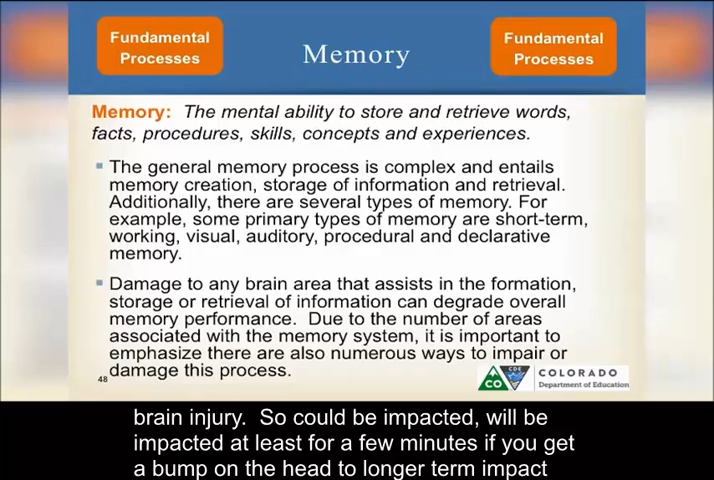 Fundamental
Processes
Memory
Fundamental
Processes
Memory: The mental ability to store and retrieve words,
facts, procedures, skills, concepts and experiences.
The general memory process is complex and entails
memory creation, storage of information and retrieval.
Additionally, there are several types of memory. For
example, some primary types of memory are short-term,
working, visual, auditory, procedural and declarative
memory.
Damage to any brain area that assists in the formation,
storage or retrieval of information can degrade overall
memory performance. Due to the number of areas
associated with the memory system, it is important to
emphasize there are also numerous ways to impair or
damage this process.
48
CO
CDE
COLORADO
Department of Education
brain injury. So could be impacted, will be
impacted at least for a few minutes if you get
a bump on the head to longer term impact